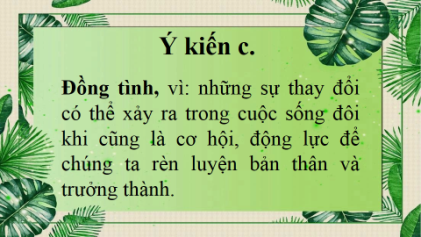 Ý kiến c.
Đồng tình, vì: những sự thay đổi
có thể xảy ra trong cuộc sống đôi
khi cũng là cơ hội, động lực để
chúng ta rèn luyện bản thân và
trưởng thành.